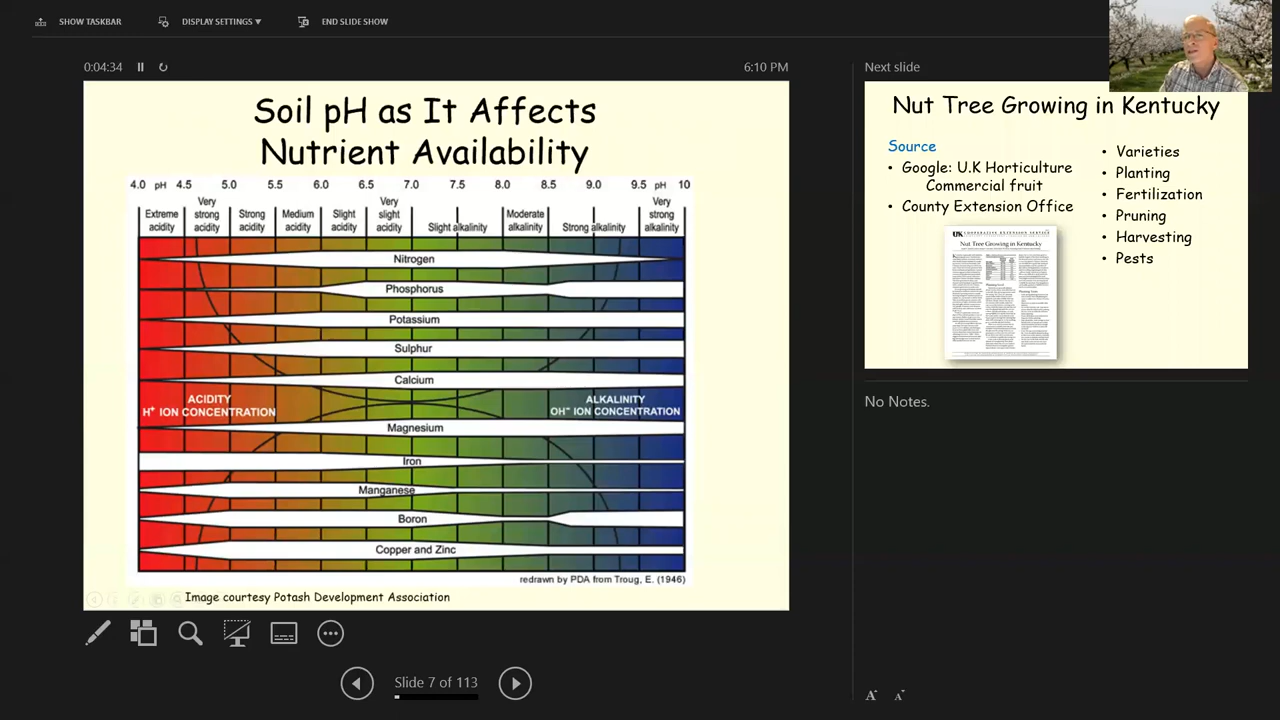 SHOW TASKBAR
DISPLAY SETTINGS ▼
END SLIDE SHOW
0:04:34
6:10 PM
Soil pH as It Affects
Nutrient Availability
4.0 pH 4.5 5.0 5.5 6.0 6.5 7.0 7.5 8.0 8.5 9.0 9.5 pH 10
Extreme acidity
Very strong acidity
Strong acidity
Medium acidity
Slight acidity
Very slight acidity
Slight alkalinity
Moderate alkalinity
Strong alkalinity
Very strong alkalinity
Nitrogen
Phosphorus
Potassium
Sulphur
Calcium
ACIDITY
H+ ION CONCENTRATION
ALKALINITY
OH- ION CONCENTRATION
Magnesium
Iron
Manganese
Boron
Copper and Zinc
redrawn by PDA from Troug, E. (1946)
Image courtesy Potash Development Association
Slide 7 of 113
Next slide
Nut Tree Growing in Kentucky
Source
• Google: U.K Horticulture
Commercial fruit
• County Extension Office
• Varieties
• Planting
• Fertilization
• Pruning
• Harvesting
• Pests
UK COOPERATIVE EXTENSION SERVICE
Nut Tree Growing in Kentucky
No Notes.
A A